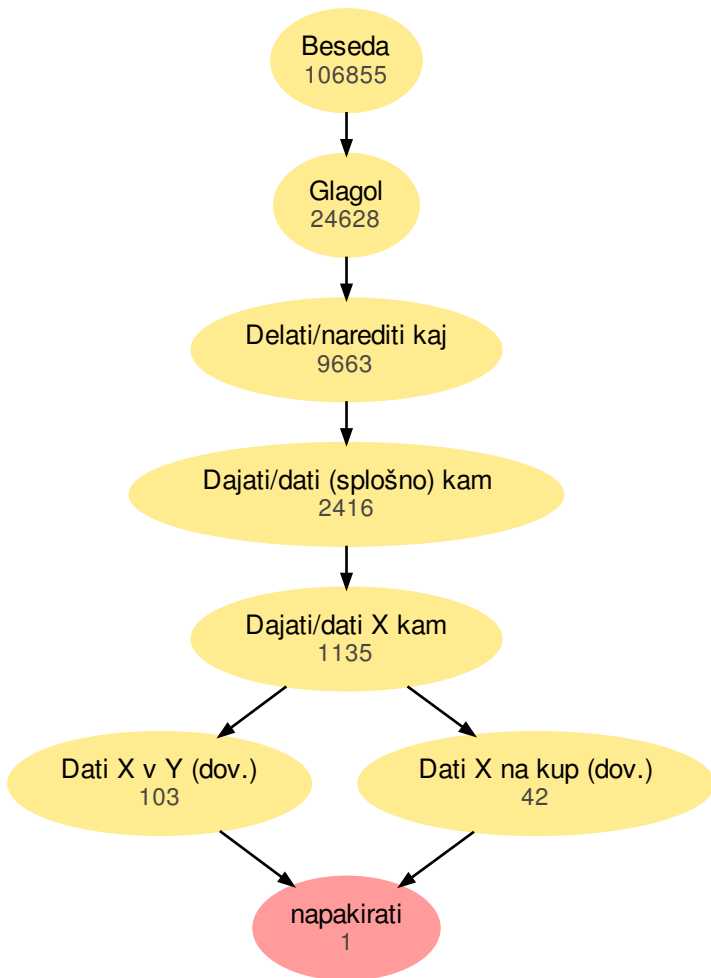 Beseda
106855
Glagol
24628
Delati/narediti kaj
9663
Dajati/dati (splošno) kam
2416
Dajati/dati X kam
1135
Dati X v Y (dov.)
103
Dati X na kup (dov.)
42
napakirati
1